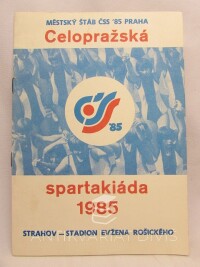 MĚSTSKÝ ŠTÁB ČSS '85 PRAHA
Celopražská
ČSS
'85
spartakiáda
1985
STRAHOV — STADION EVŽENA ROŠICKÉHO